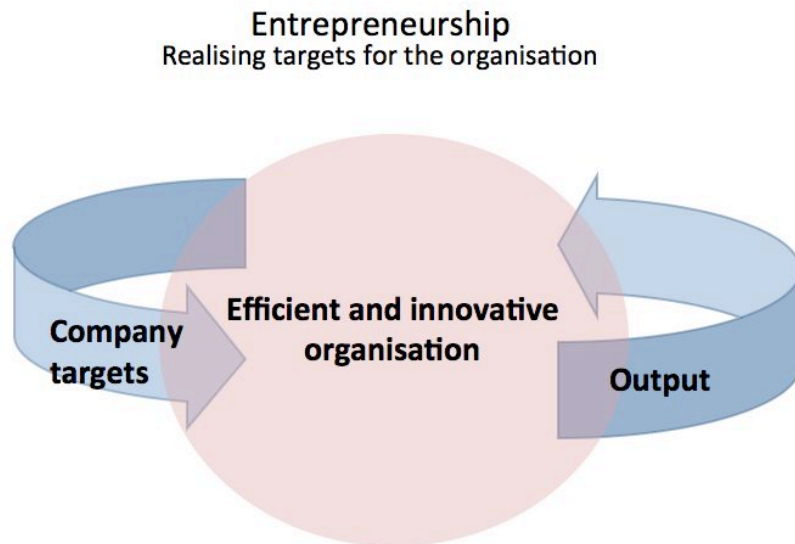 Entrepreneurship
Realising targets for the organisation
Efficient and innovative
organisation
Company
targets
Output